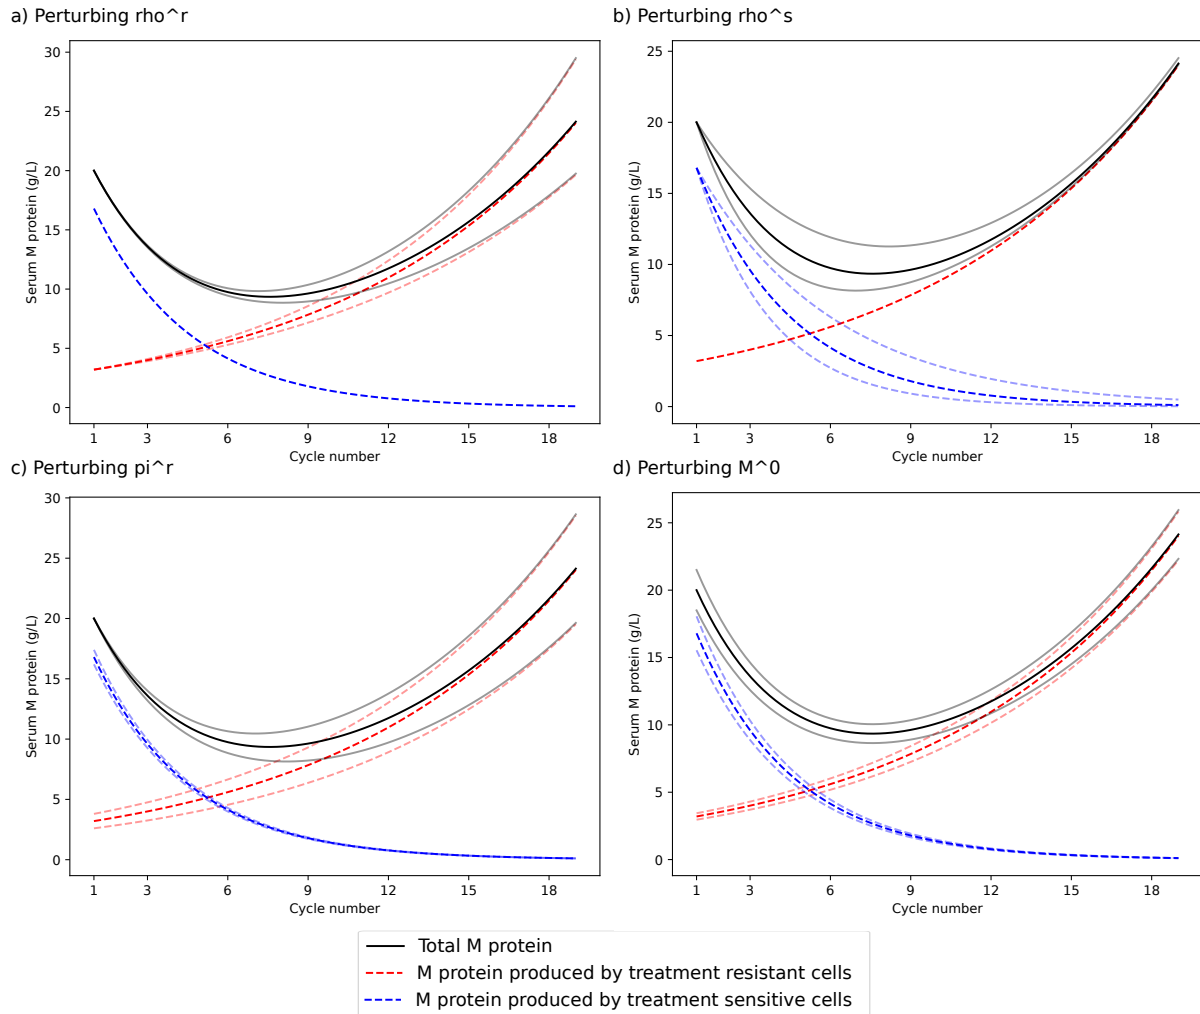 a) Perturbing rho^r
30
25
20
15
10
5
0
Serum M protein (g/L)
1 3 6 9 12 15 18
Cycle number
b) Perturbing rho^s
25
20
15
10
5
0
Serum M protein (g/L)
1 3 6 9 12 15 18
Cycle number
c) Perturbing pi^r
30
25
20
15
10
5
0
Serum M protein (g/L)
1 3 6 9 12 15 18
Cycle number
d) Perturbing M^0
25
20
15
10
5
0
Serum M protein (g/L)
1 3 6 9 12 15 18
Cycle number
Total M protein
M protein produced by treatment resistant cells
M protein produced by treatment sensitive cells